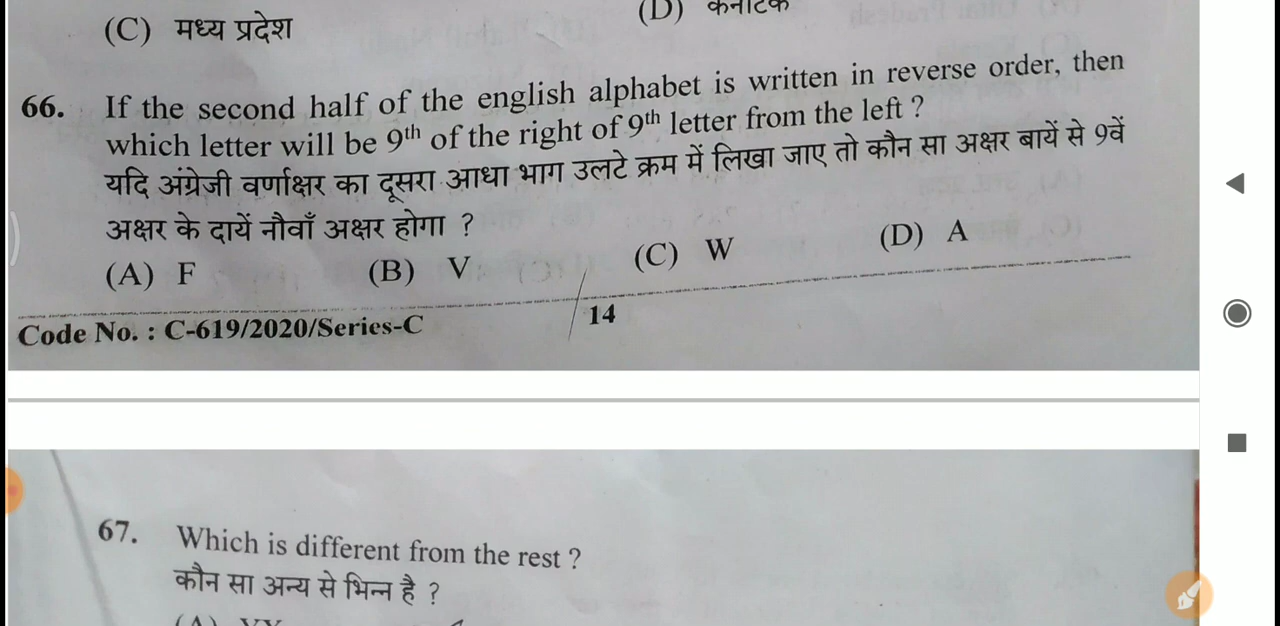 (C) मध्य प्रदेश
(D) कर्नाटक
66. If the second half of the english alphabet is written in reverse order, then
which letter will be 9th of the right of 9th letter from the left ?
यदि अंग्रेजी वर्णाक्षर का दूसरा आधा भाग उलटे क्रम में लिखा जाए तो कौन सा अक्षर बायें से 9वें
अक्षर के दायें नौवाँ अक्षर होगा ?
(A) F (B) V (C) W (D) A
Code No. : C-619/2020/Series-C 14
67. Which is different from the rest ?
कौन सा अन्य से भिन्न है ?